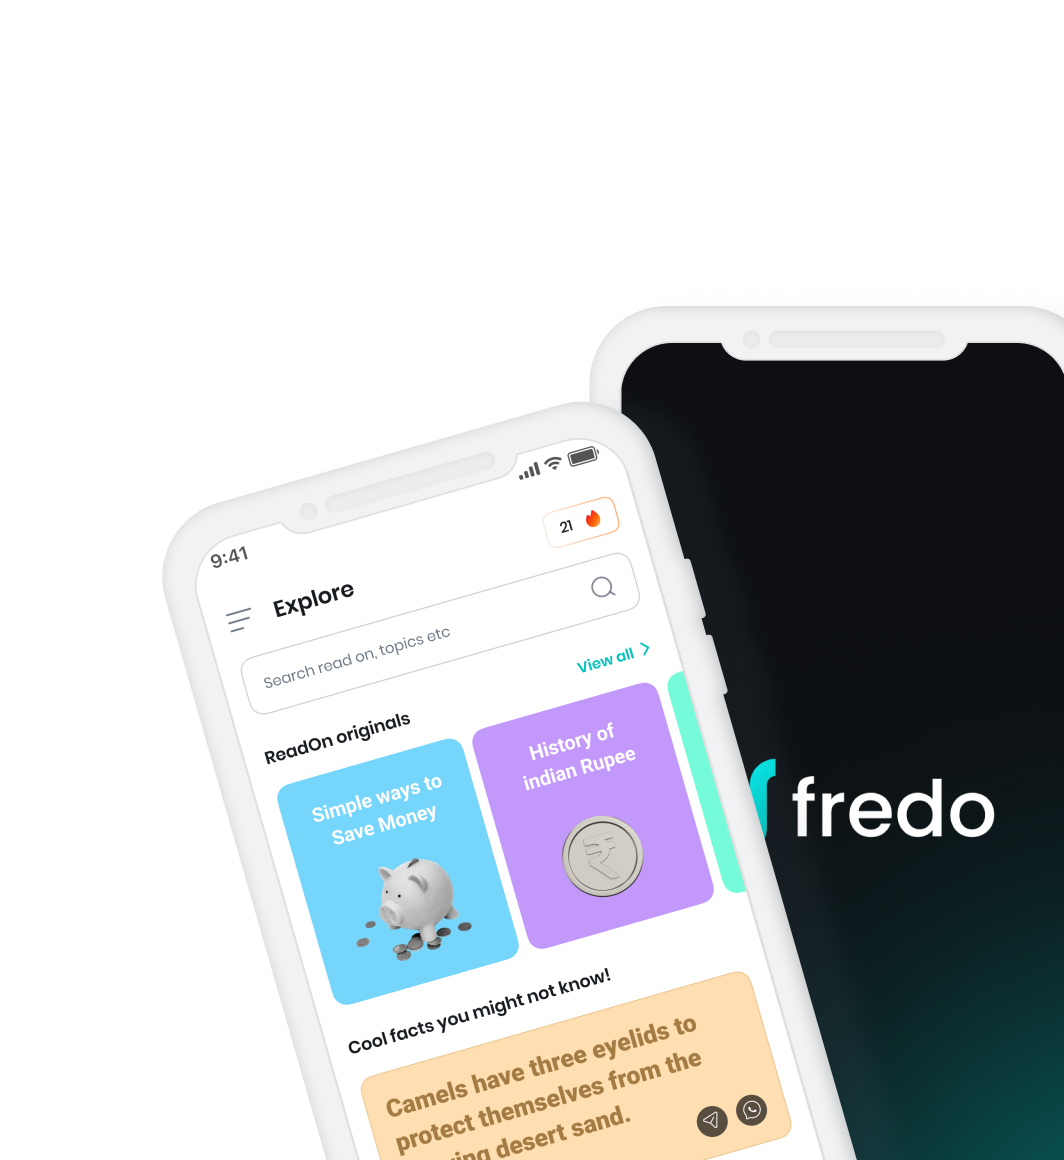 9:41
21
Explore
Search read on, topics etc
View all
ReadOn originals
Simple ways to
Save Money
History of
indian Rupee
fredo
Cool facts you might not know!
Camels have three eyelids to
protect themselves from the
desert sand.